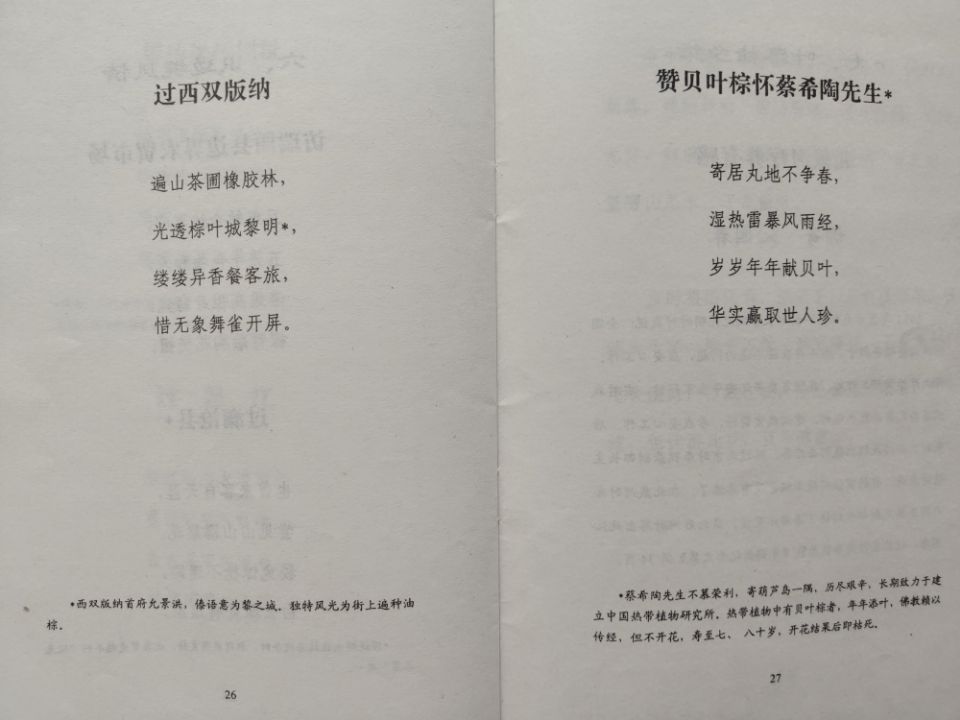 过西双版纳
遍山茶圃橡胶林，
光透棕叶城黎明*，
缕缕异香餐客旅，
惜无象舞雀开屏。
*西双版纳首府允景洪，傣语意为黎之城。独特风光为街上遍种油
棕。
26
赞贝叶棕怀蔡希陶先生*
寄居丸地不争春，
湿热雷暴风雨经，
岁岁年年献贝叶，
华实赢取世人珍。
*蔡希陶先生不慕荣利，寄葫芦岛一隅，历尽艰辛，长期致力于建
立中国热带植物研究所。热带植物中有贝叶棕者，年年添叶，佛教赖以
传经，但不开花，寿至七、八十岁，开花结果后即枯死。
27